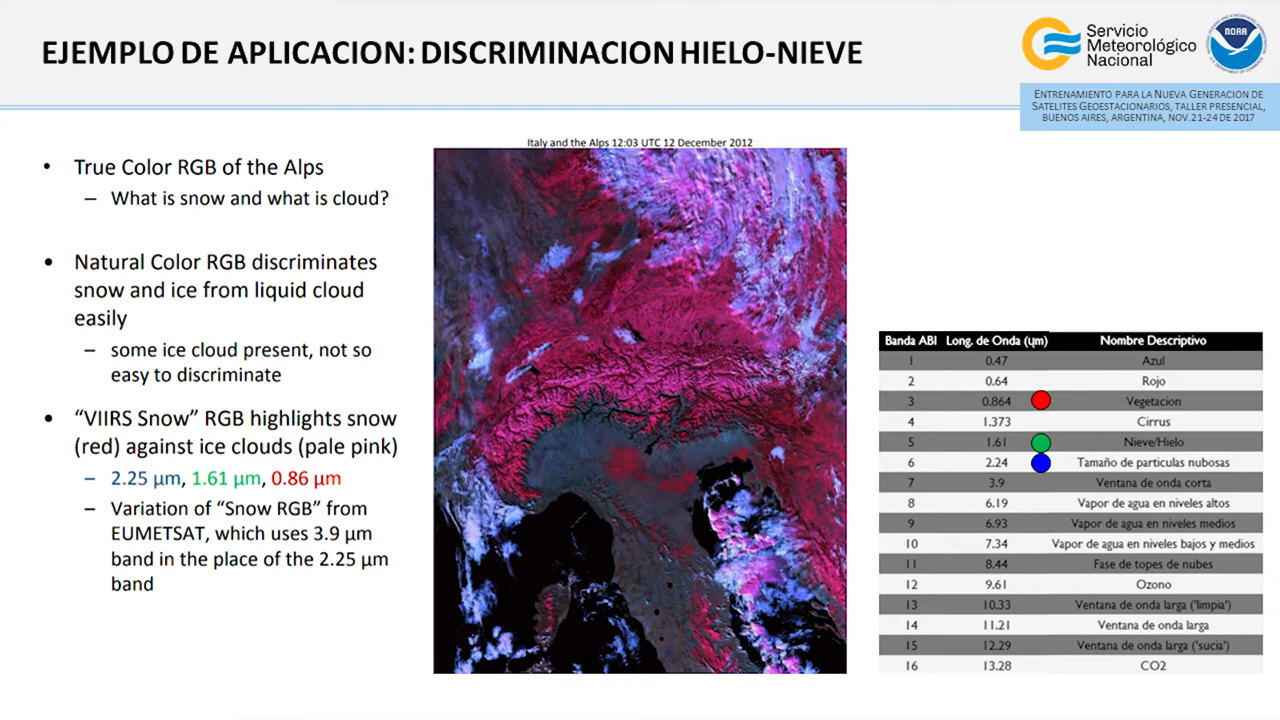 EJEMPLO DE APLICACION: DISCRIMINACION HIELO-NIEVE
Servicio
Meteorológico
Nacional
NOAA
ENTRENAMIENTO PARA LA NUEVA GENERACION DE
SATELITES GEOESTACIONARIOS, TALLER PRESENCIAL,
BUENOS AIRES, ARGENTINA, NOV.21-24 DE 2017
• True Color RGB of the Alps
– What is snow and what is cloud?
• Natural Color RGB discriminates
snow and ice from liquid cloud
easily
– some ice cloud present, not so
easy to discriminate
• “VIIRS Snow” RGB highlights snow
(red) against ice clouds (pale pink)
– 2.25 µm, 1.61 µm, 0.86 µm
– Variation of “Snow RGB” from
EUMETSAT, which uses 3.9 µm
band in the place of the 2.25 µm
band
Italy and the Alps 12:03 UTC 12 December 2012
Banda ABI Long. de Onda (µm) Nombre Descriptivo
1 0.47 Azul
2 0.64 Rojo
3 0.864 Vegetacion
4 1.373 Cirrus
5 1.61 Nieve/Hielo
6 2.24 Tamaño de particulas nubosas
7 3.9 Ventana de onda corta
8 6.19 Vapor de agua en niveles altos
9 6.93 Vapor de agua en niveles medios
10 7.34 Vapor de agua en niveles bajos y medios
11 8.44 Fase de topes de nubes
12 9.61 Ozono
13 10.33 Ventana de onda larga ('limpia')
14 11.21 Ventana de onda larga
15 12.29 Ventana de onda larga ('sucia')
16 13.28 CO2